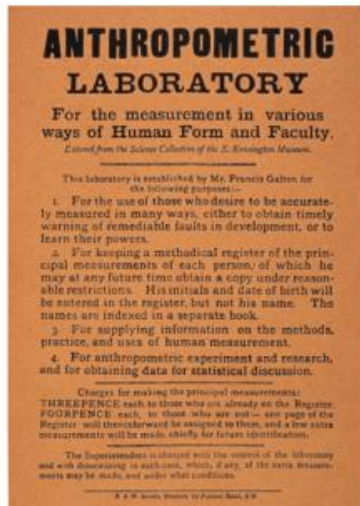 ANTHROPOMETRIC
LABORATORY
For the measurement in various
ways of Human Form and Faculty.
Entered from the Science Collection of the S. Kensington Museum.
This laboratory is established by Mr. Francis Galton for
the following purposes:—
1. For the use of those who desire to be accurate-
ly measured in many ways, either to obtain timely
warning of remediable faults in development, or to
learn their powers.
2. For keeping a methodical register of the prin-
cipal measurements of each person, of which he
may at any future time obtain a copy under reason-
able restrictions. His initials and date of birth will
be entered in the register, but not his name. The
names are indexed in a separate book.
3. For supplying information on the methods,
practice, and uses of human measurement.
4. For anthropometric experiment and research,
and for obtaining data for statistical discussion.
Charges for making the principal measurements:
THREEPENCE each, to those who are already on the Register.
FOURPENCE each, to those who are not:— one page of the
Register will thenceforward be assigned to them, and a few extra
measurements will be made, chiefly for future identification.
The Superintendent is charged with the control of the laboratory
and with determining in each case, which, if any, of the extra measure-
ments may be made, and under what conditions.